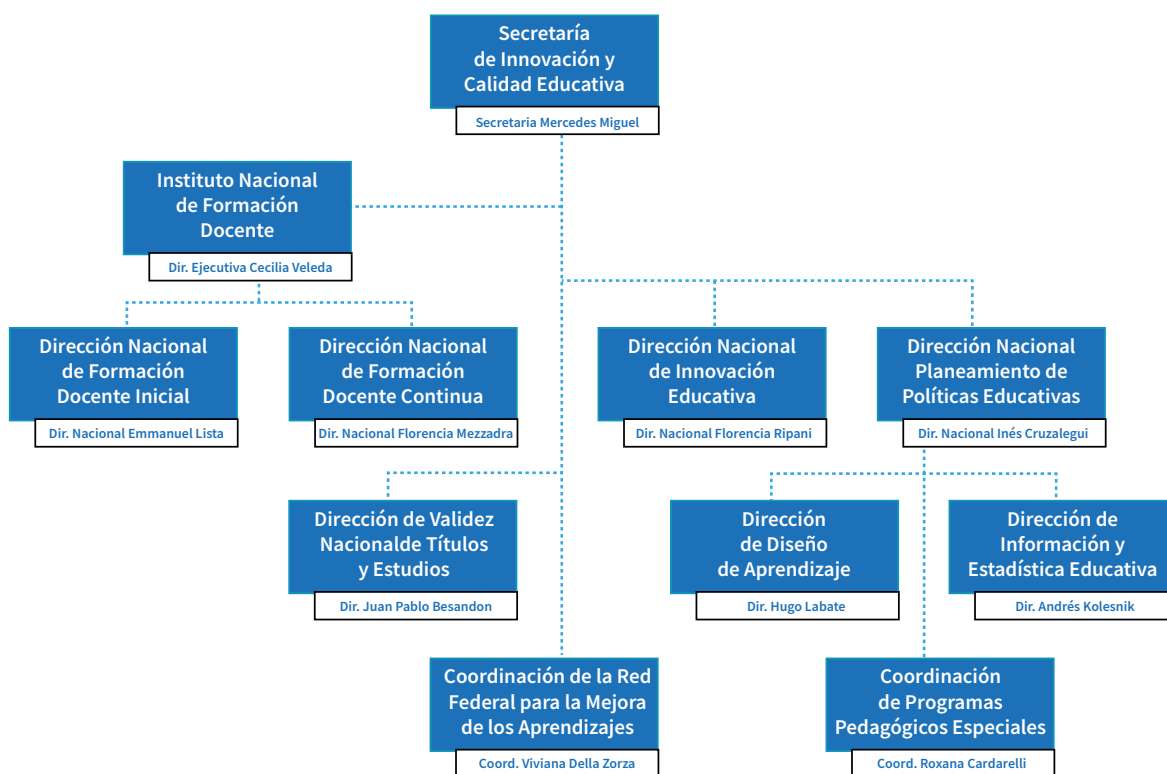 Secretaría
de Innovación y
Calidad Educativa
Secretaria Mercedes Miguel
Instituto Nacional
de Formación
Docente
Dir. Ejecutiva Cecilia Veleda
Dirección Nacional
de Formación
Docente Inicial
Dir. Nacional Emmanuel Lista
Dirección Nacional
de Formación
Docente Continua
Dir. Nacional Florencia Mezzadra
Dirección Nacional
de Innovación
Educativa
Dir. Nacional Florencia Ripani
Dirección Nacional
Planeamiento de
Políticas Educativas
Dir. Nacional Inés Cruzalegui
Dirección de Validez
Nacionalde Títulos
y Estudios
Dir. Juan Pablo Besandon
Dirección
de Diseño
de Aprendizaje
Dir. Hugo Labate
Dirección de
Información y
Estadística Educativa
Dir. Andrés Kolesnik
Coordinación de la Red
Federal para la Mejora
de los Aprendizajes
Coord. Viviana Della Zorza
Coordinación
de Programas
Pedagógicos Especiales
Coord. Roxana Cardarelli